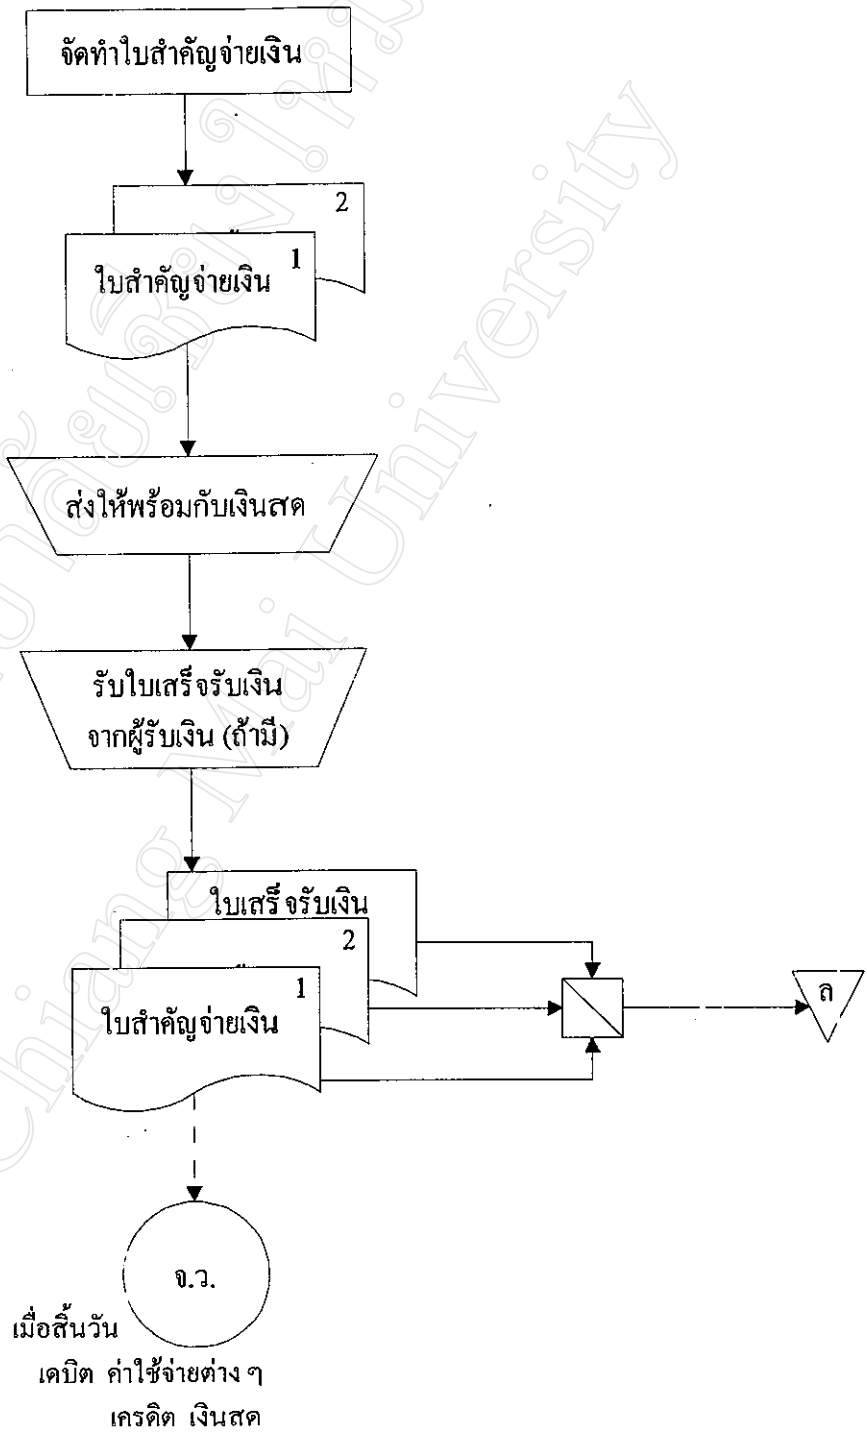 จัดทำใบสำคัญจ่ายเงิน
2
1
ใบสำคัญจ่ายเงิน
ส่งให้พร้อมกับเงินสด
รับใบเสร็จรับเงิน
จากผู้รับเงิน (ถ้ามี)
ใบเสร็จรับเงิน
2
1
ใบสำคัญจ่ายเงิน
ล
จ.ว.
เมื่อสิ้นวัน
เดบิต ค่าใช้จ่ายต่าง ๆ
เครดิต เงินสด
Chiang Mai University